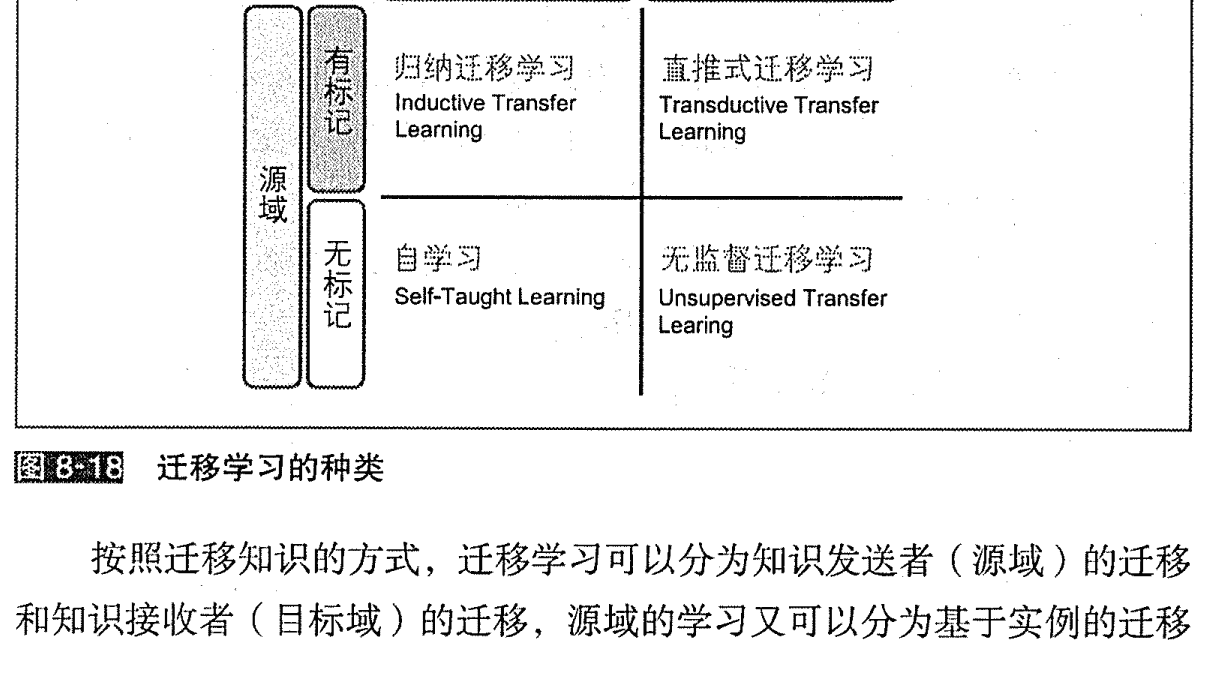 源域
有标记
归纳迁移学习
Inductive Transfer
Learning
直推式迁移学习
Transductive Transfer
Learning
无标记
自学习
Self-Taught Learning
无监督迁移学习
Unsupervised Transfer
Learing
图 8-18 迁移学习的种类
按照迁移知识的方式，迁移学习可以分为知识发送者（源域）的迁移
和知识接收者（目标域）的迁移，源域的学习又可以分为基于实例的迁移